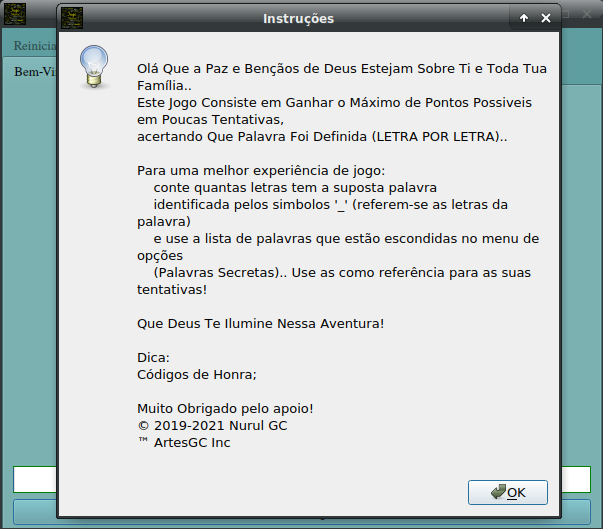 Instruções
Reinicia
Bem-Vi
Olá Que a Paz e Bençãos de Deus Estejam Sobre Ti e Toda Tua
Família..
Este Jogo Consiste em Ganhar o Máximo de Pontos Possiveis
em Poucas Tentativas,
acertando Que Palavra Foi Definida (LETRA POR LETRA)..
Para uma melhor experiência de jogo:
conte quantas letras tem a suposta palavra
identificada pelos simbolos '_' (referem-se as letras da
palavra)
e use a lista de palavras que estão escondidas no menu de
opções
(Palavras Secretas).. Use as como referência para as suas
tentativas!
Que Deus Te Ilumine Nessa Aventura!
Dica:
Códigos de Honra;
Muito Obrigado pelo apoio!
© 2019-2021 Nurul GC
™ ArtesGC Inc
OK